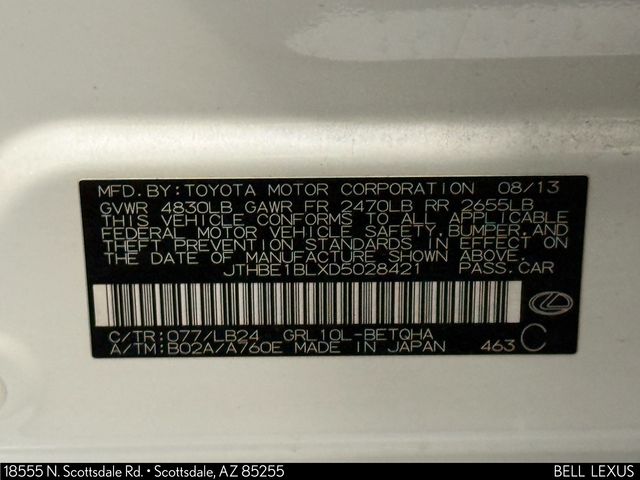 MFD. BY: TOYOTA MOTOR CORPORATION 08/13
GVWR 4830LB GAWR FR 2470LB RR 2655LB
THIS VEHICLE CONFORMS TO ALL APPLICABLE
FEDERAL MOTOR VEHICLE SAFETY, BUMPER, AND
THEFT PREVENTION STANDARDS IN EFFECT ON
THE DATE OF MANUFACTURE SHOWN ABOVE.
JTHBE1BLXD5028421 PASS. CAR
C/TR: 077/LB24 GRL10L-BETQHA
A/TM: B02A/A760E MADE IN JAPAN 463 C
18555 N. Scottsdale Rd. • Scottsdale, AZ 85255 BELL LEXUS